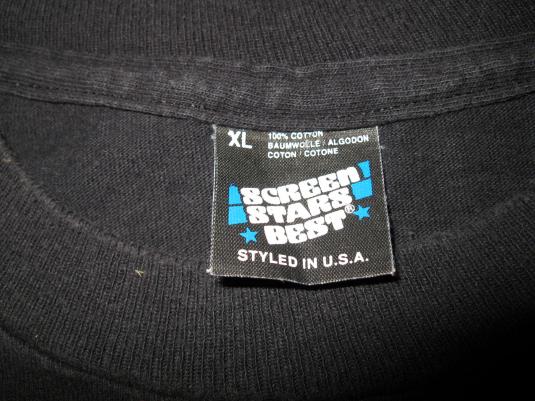 XL
100% COTTON
BAUMWOLLE / ALGODON
COTON / COTONE
SCREEN
STARS
BEST®
STYLED IN U.S.A.